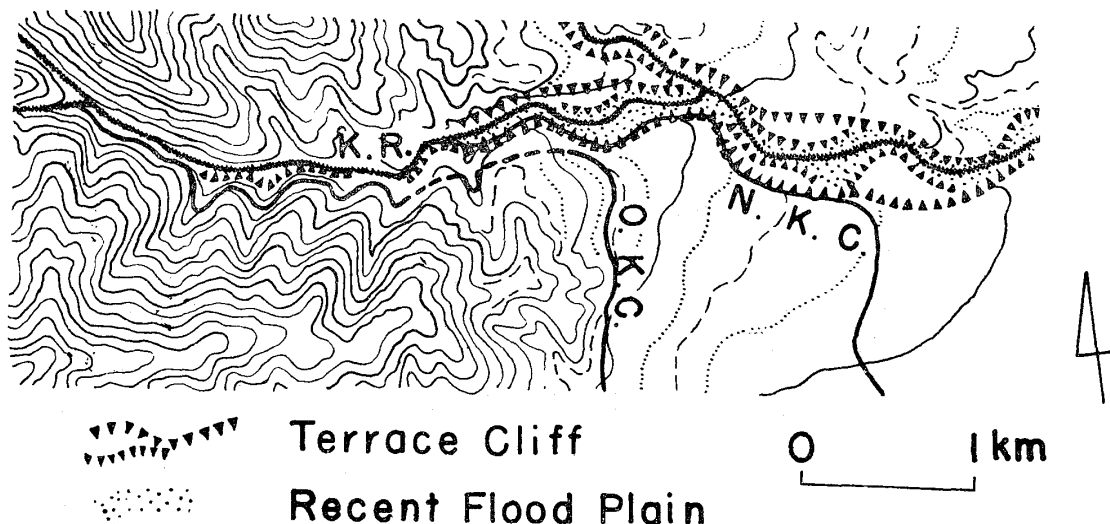 K. R.
O. K. C.
N. K. C.
Terrace Cliff
0 1 km
Recent Flood Plain